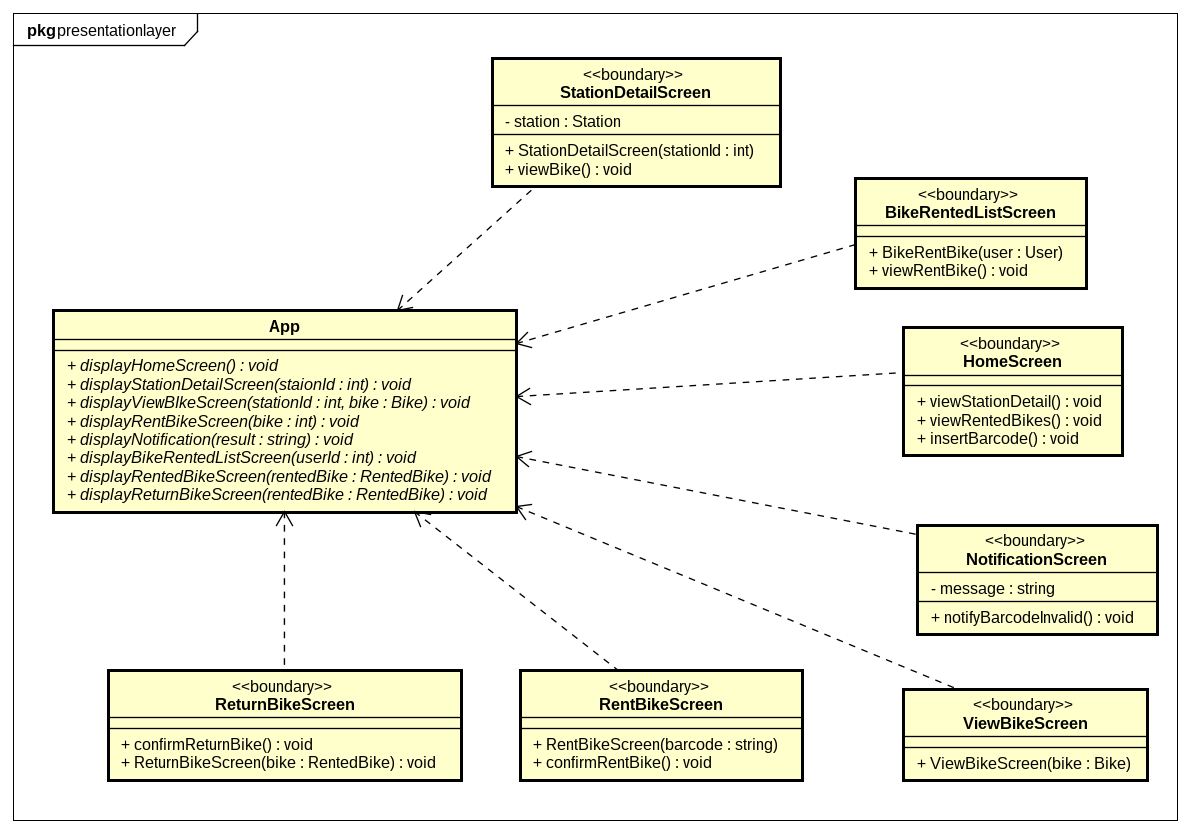 pkg presentationlayer
<<boundary>>
StationDetailScreen
- station : Station
+ StationDetailScreen(stationId : int)
+ viewBike() : void
<<boundary>>
BikeRentedListScreen
+ BikeRentBike(user : User)
+ viewRentBike() : void
App
+ displayHomeScreen() : void
+ displayStationDetailScreen(staionId : int) : void
+ displayViewBIkeScreen(stationId : int, bike : Bike) : void
+ displayRentBikeScreen(bike : int) : void
+ displayNotification(result : string) : void
+ displayBikeRentedListScreen(userId : int) : void
+ displayRentedBikeScreen(rentedBike : RentedBike) : void
+ displayReturnBikeScreen(rentedBike : RentedBike) : void
<<boundary>>
HomeScreen
+ viewStationDetail() : void
+ viewRentedBikes() : void
+ insertBarcode() : void
<<boundary>>
NotificationScreen
- message : string
+ notifyBarcodeInvalid() : void
<<boundary>>
ReturnBikeScreen
+ confirmReturnBike() : void
+ ReturnBikeScreen(bike : RentedBike) : void
<<boundary>>
RentBikeScreen
+ RentBikeScreen(barcode : string)
+ confirmRentBike() : void
<<boundary>>
ViewBikeScreen
+ ViewBikeScreen(bike : Bike)